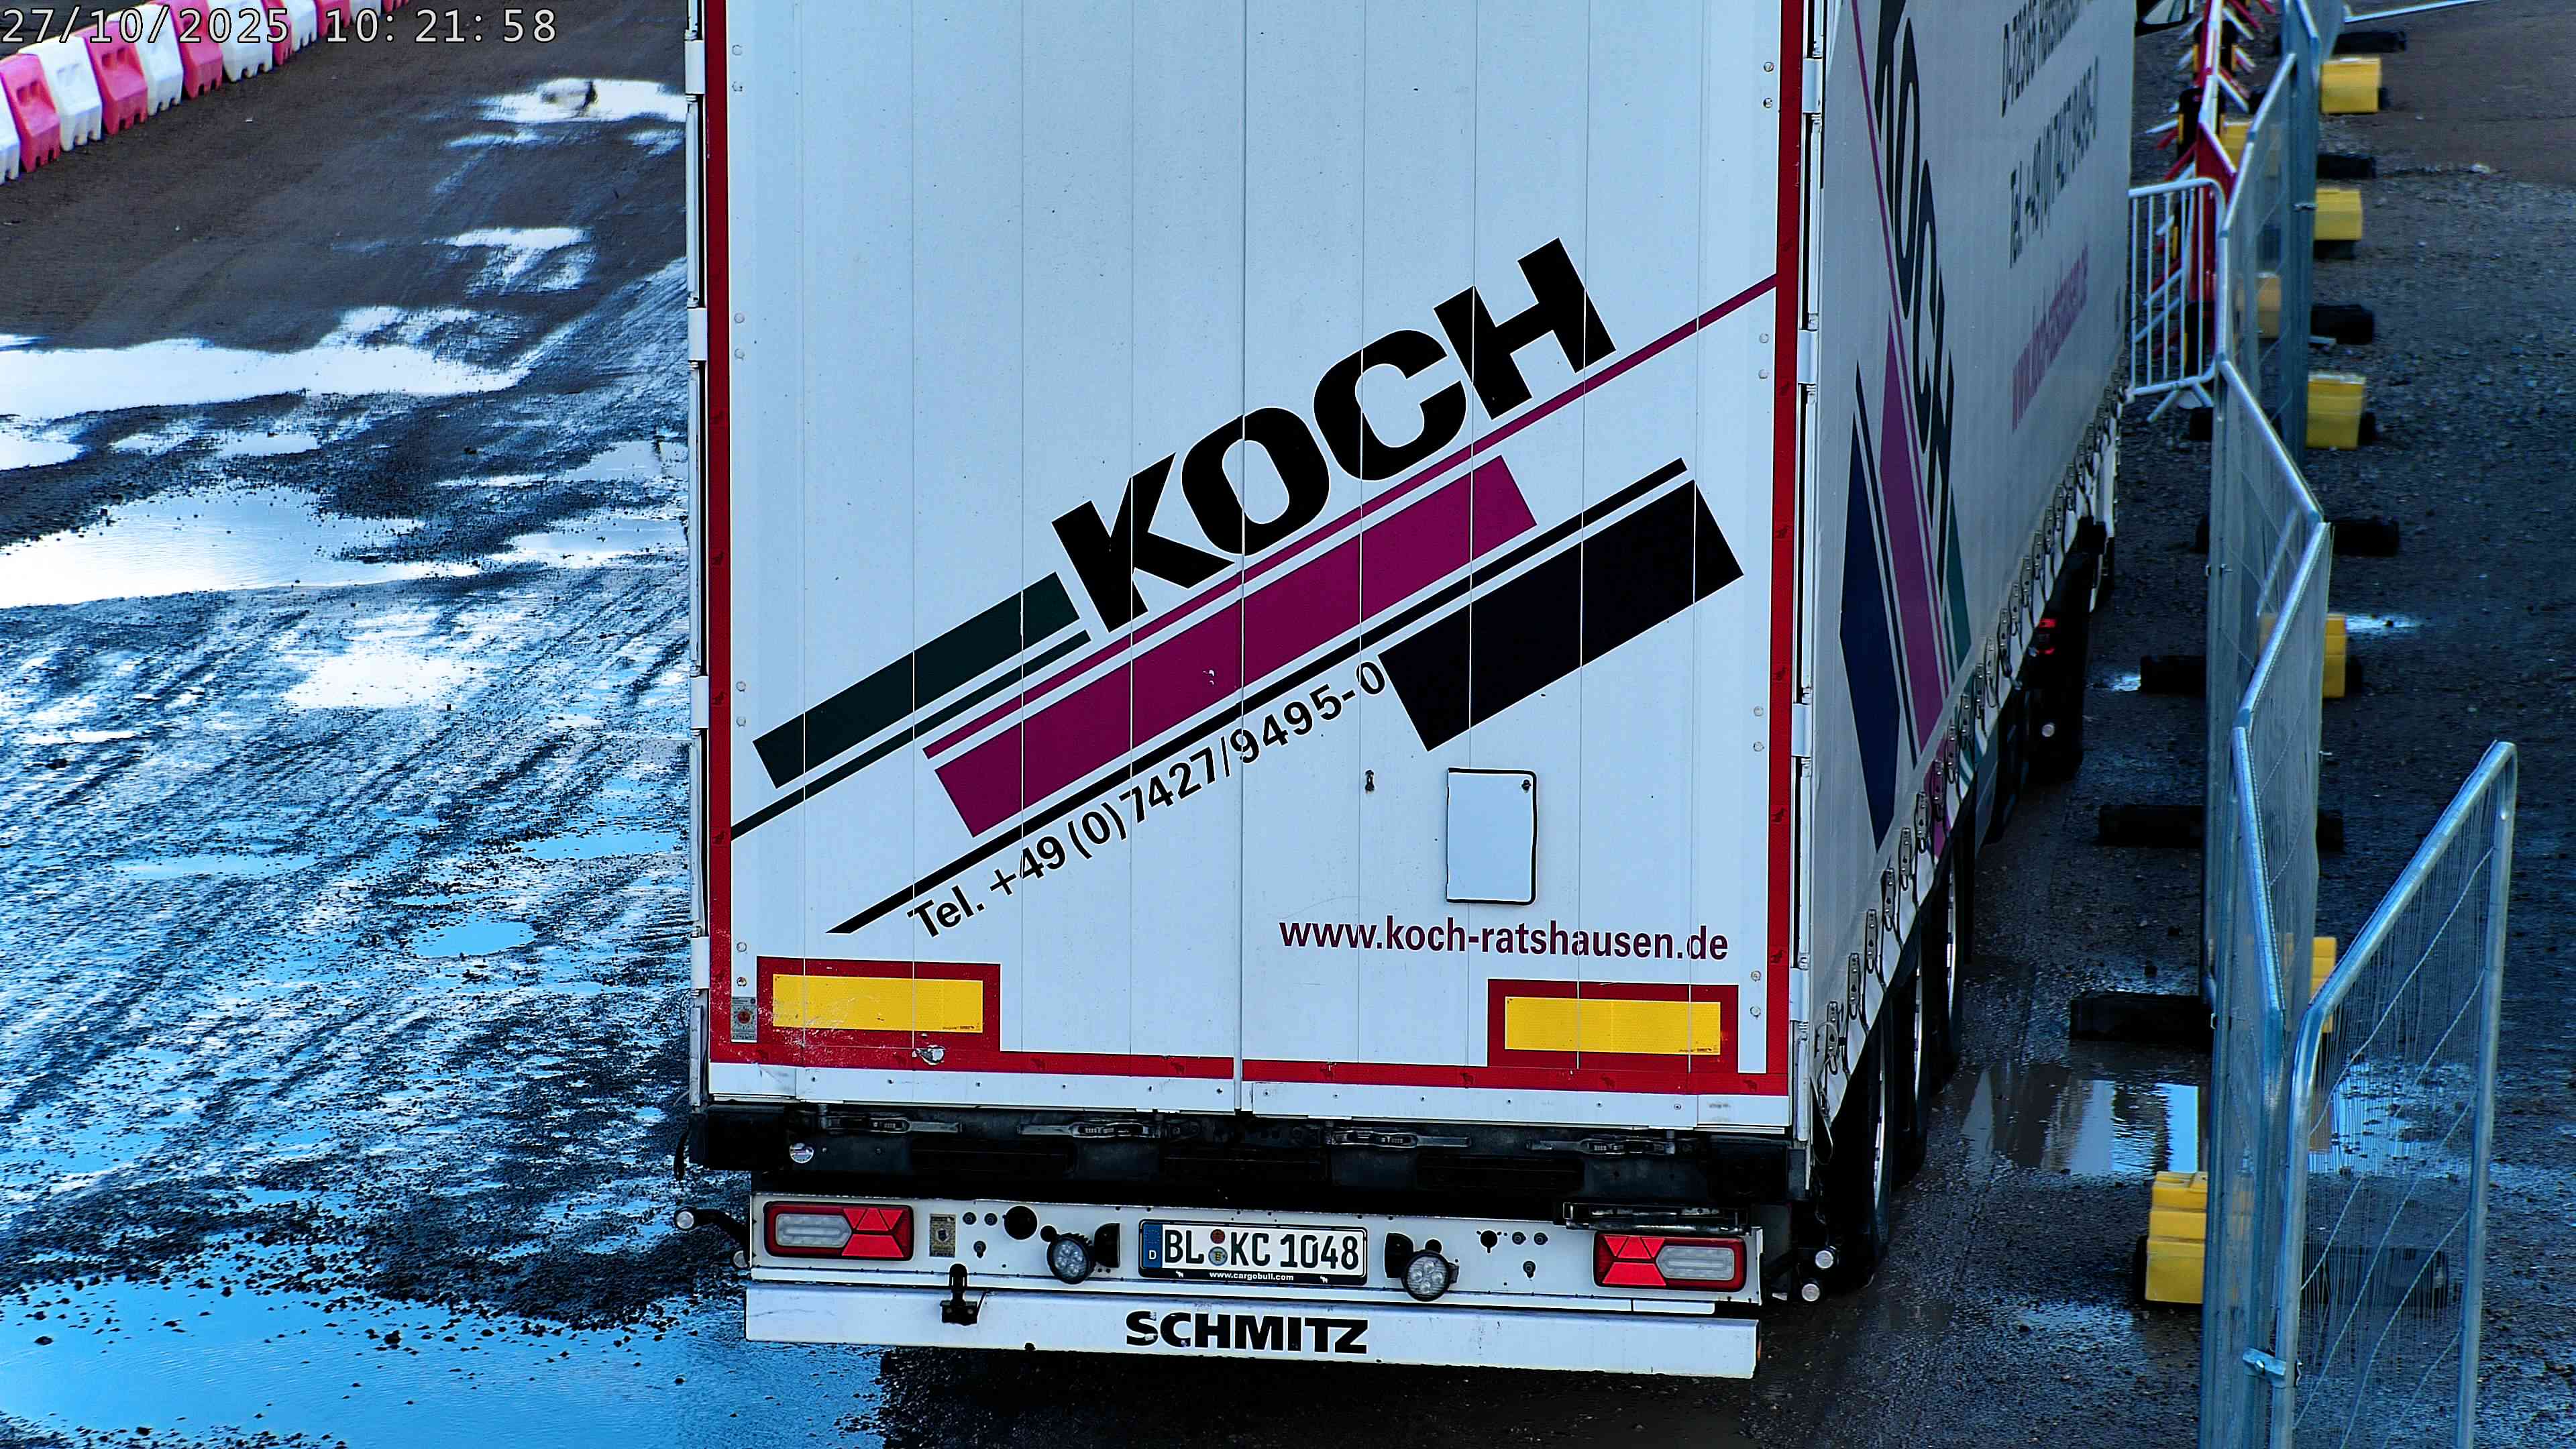 27/10/2025 10:21:58
KOCH
Tel. +49 (0) 7427/9495-0
www.koch-ratshausen.de
KOCH
D BL KC 1048
www.cargobull.com
SCHMITZ